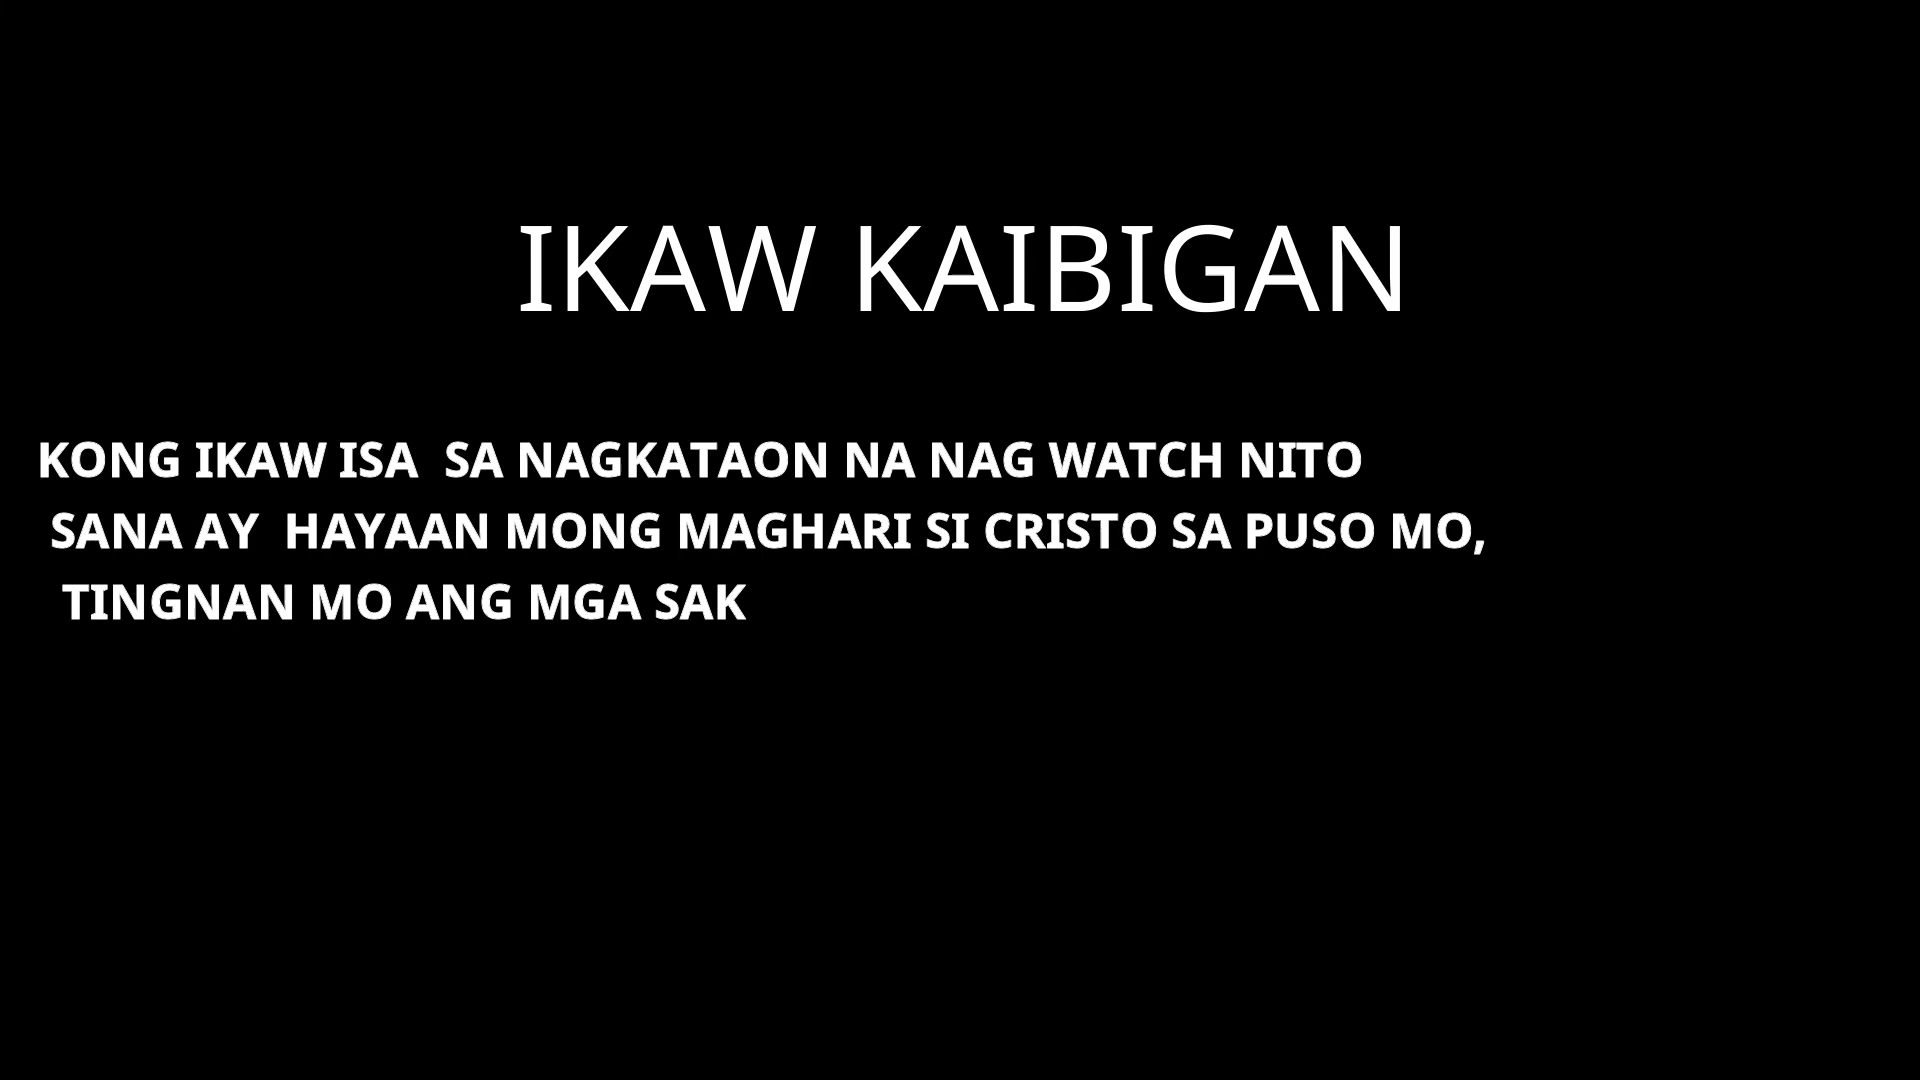 IKAW KAIBIGAN
KONG IKAW ISA  SA NAGKATAON NA NAG WATCH NITO
SANA AY  HAYAAN MONG MAGHARI SI CRISTO SA PUSO MO,
TINGNAN MO ANG MGA SAK